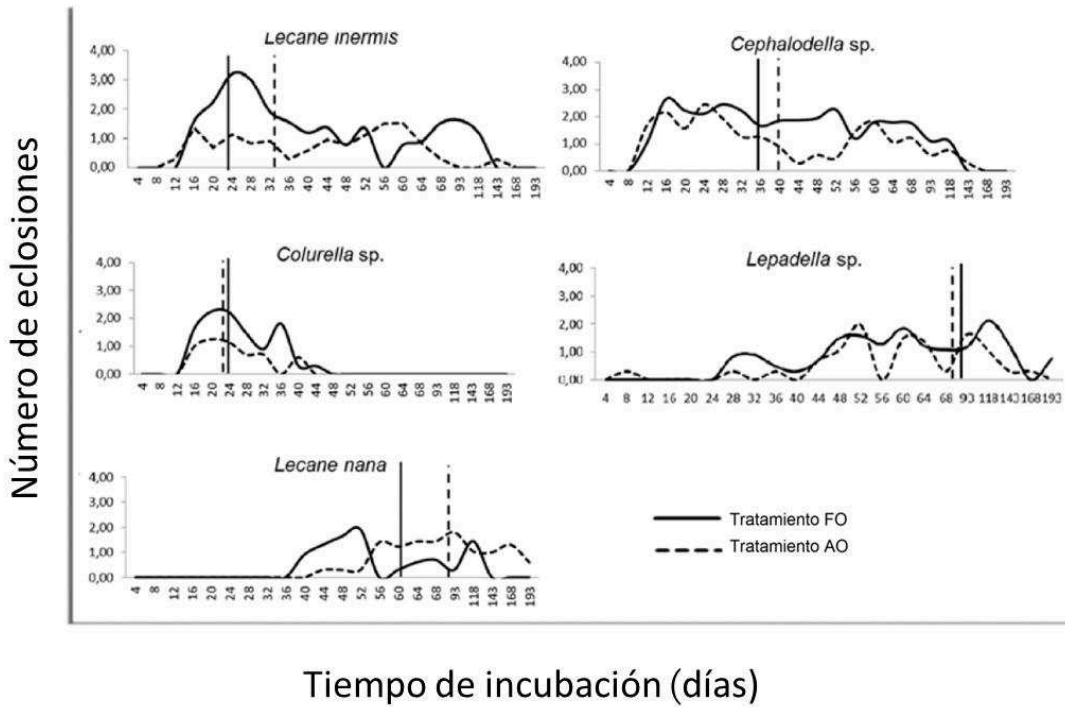 Número de eclosiones
Lecane inermis
4,00
3,00
2,00
1,00
0,00
4 8 12 16 20 24 28 32 36 40 44 48 52 56 60 64 68 93 118 143 168 193
Cephalodella sp.
4,00
3,00
2,00
1,00
0,00
4 8 12 16 20 24 28 32 36 40 44 48 52 56 60 64 68 93 118 143 168 193
Colurella sp.
4,00
3,00
2,00
1,00
0,00
4 8 12 16 20 24 28 32 36 40 44 48 52 56 60 64 68 93 118 143 168 193
Lepadella sp.
4,00
3,00
2,00
1,00
0,00
4 8 12 16 20 24 28 32 36 40 44 48 52 56 60 64 68 93 118 143 168 193
Lecane nana
4,00
3,00
2,00
1,00
0,00
4 8 12 16 20 24 28 32 36 40 44 48 52 56 60 64 68 93 118 143 168 193
Tratamiento FO
Tratamiento AO
Tiempo de incubación (días)